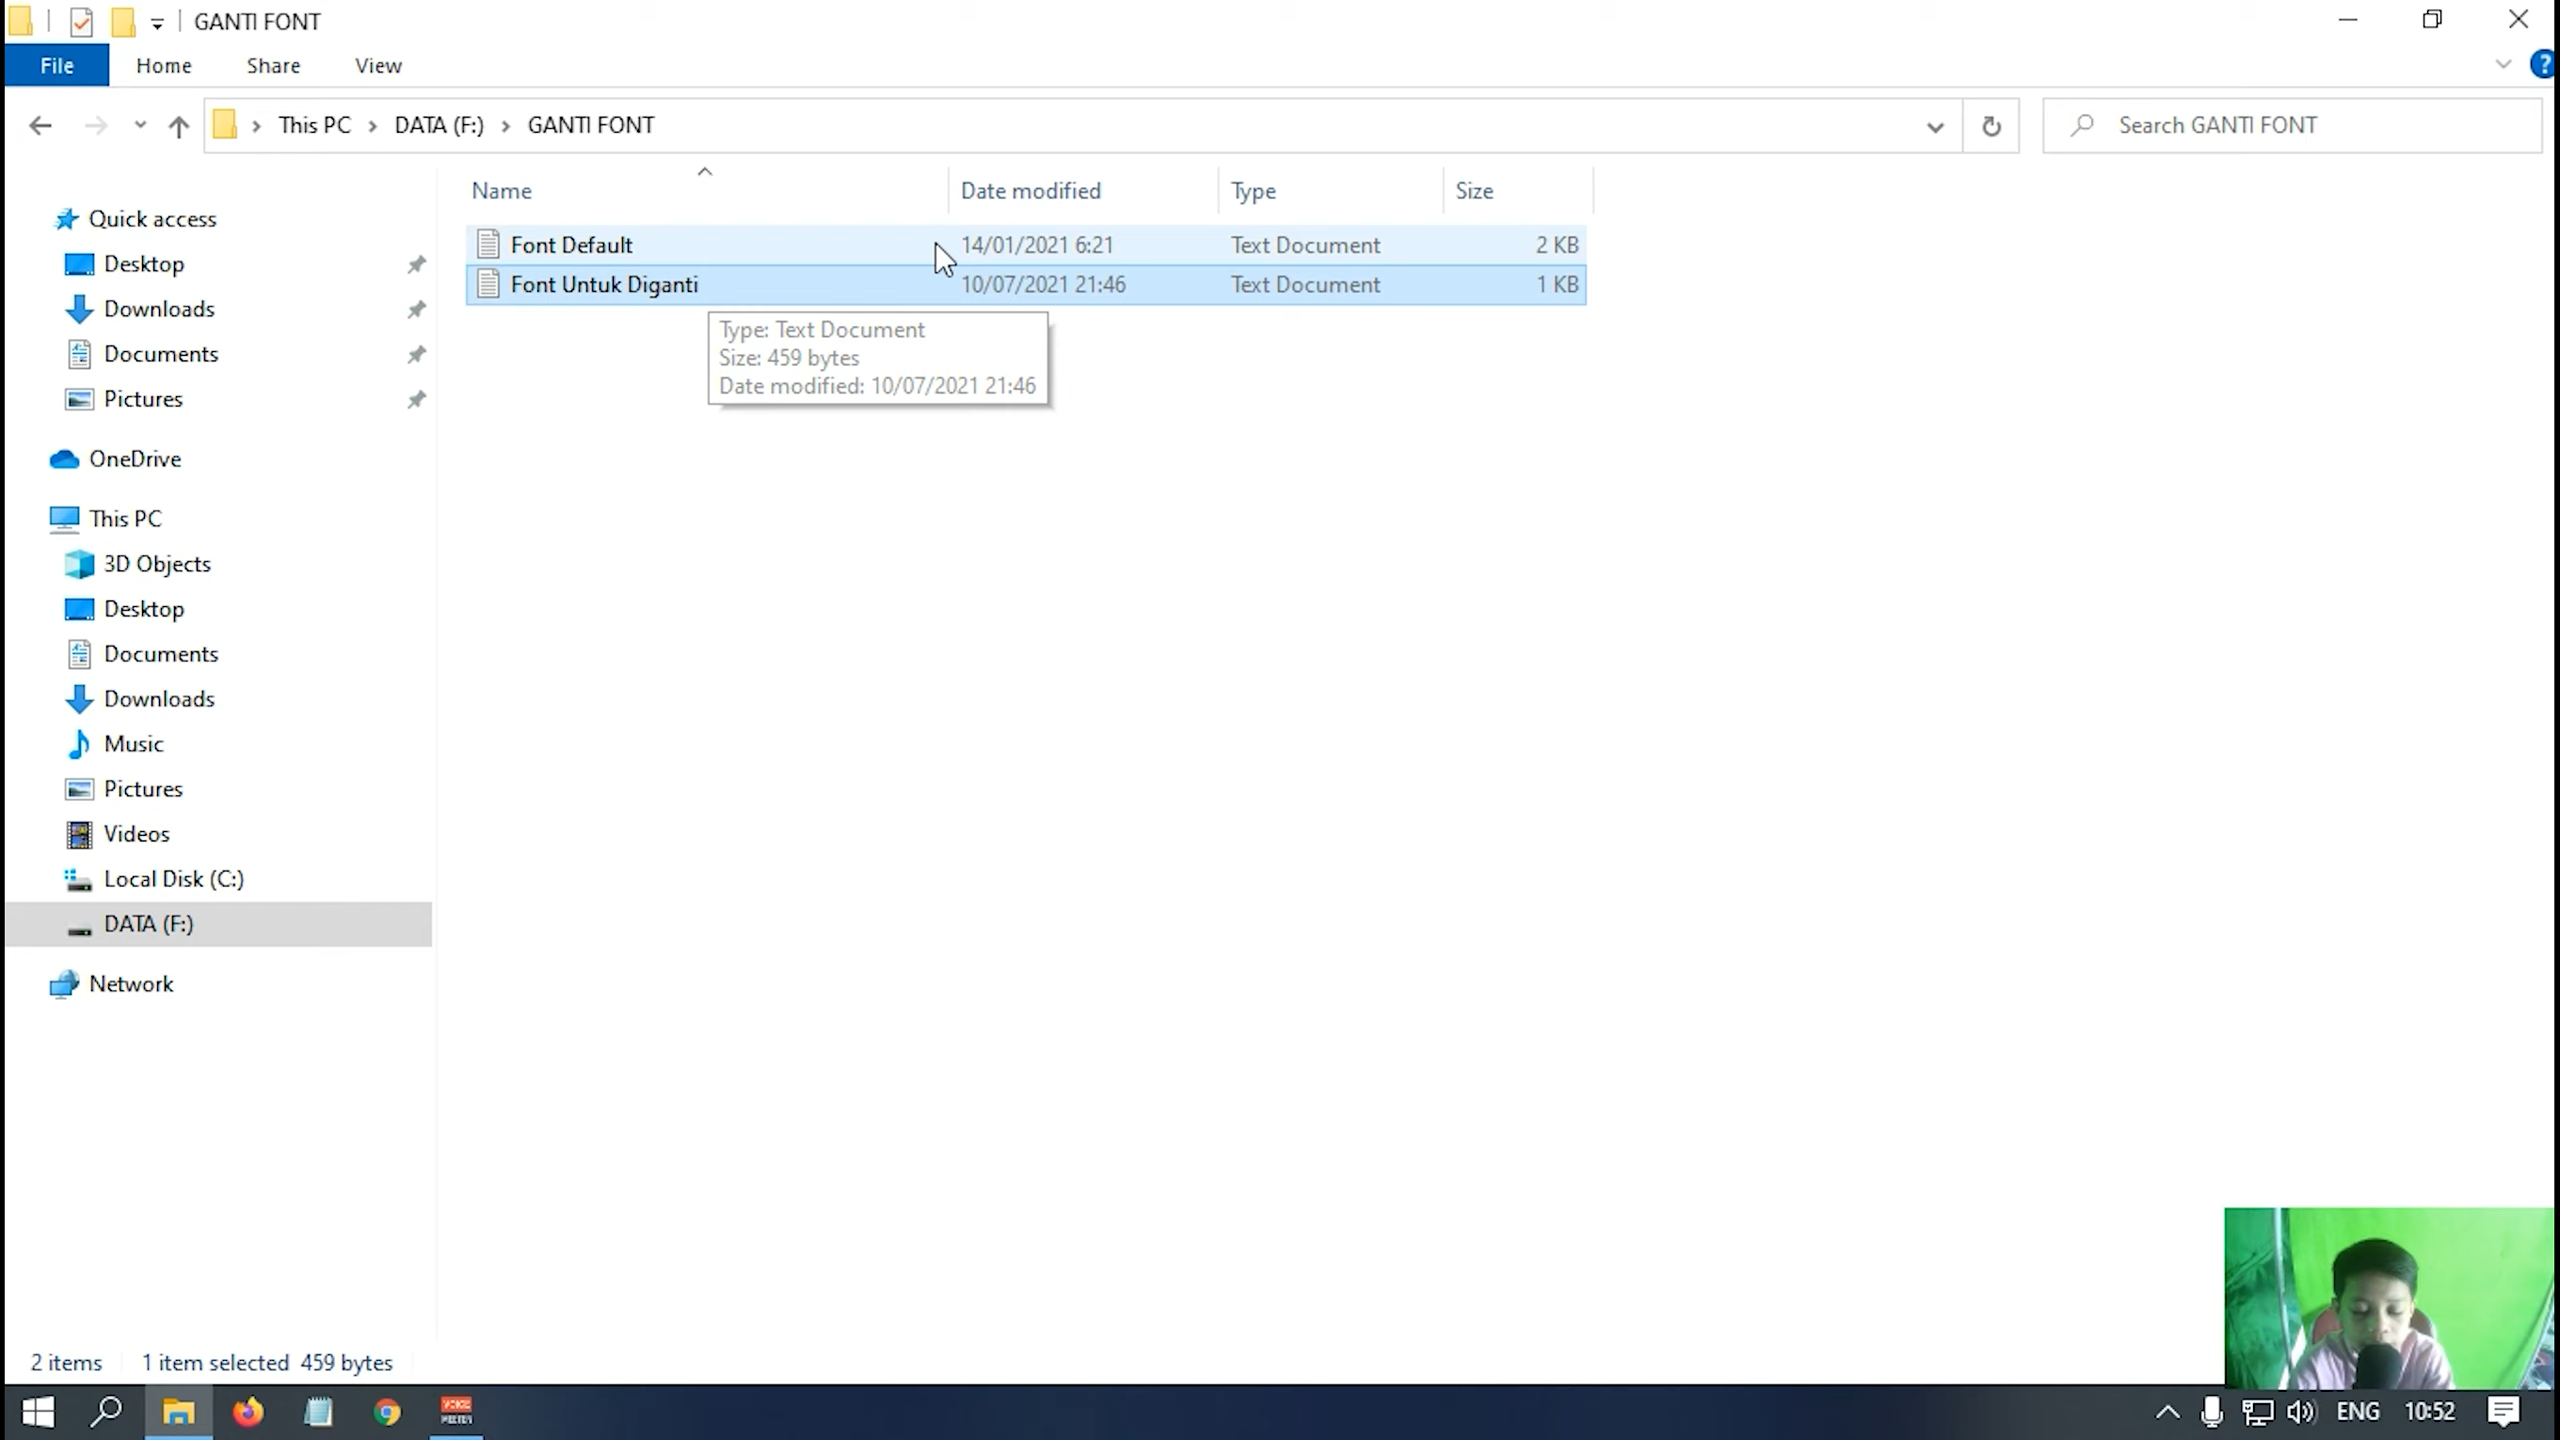 GANTI FONT
File Home Share View
This PC DATA (F:) GANTI FONT
Search GANTI FONT
Name Date modified Type Size
Font Default 14/01/2021 6:21 Text Document 2 KB
Font Untuk Diganti 10/07/2021 21:46 Text Document 1 KB
Type: Text Document
Size: 459 bytes
Date modified: 10/07/2021 21:46
Quick access
Desktop
Downloads
Documents
Pictures
OneDrive
This PC
3D Objects
Desktop
Documents
Downloads
Music
Pictures
Videos
Local Disk (C:)
DATA (F:)
Network
2 items 1 item selected 459 bytes
VOICE
MEETER
ENG 10:52